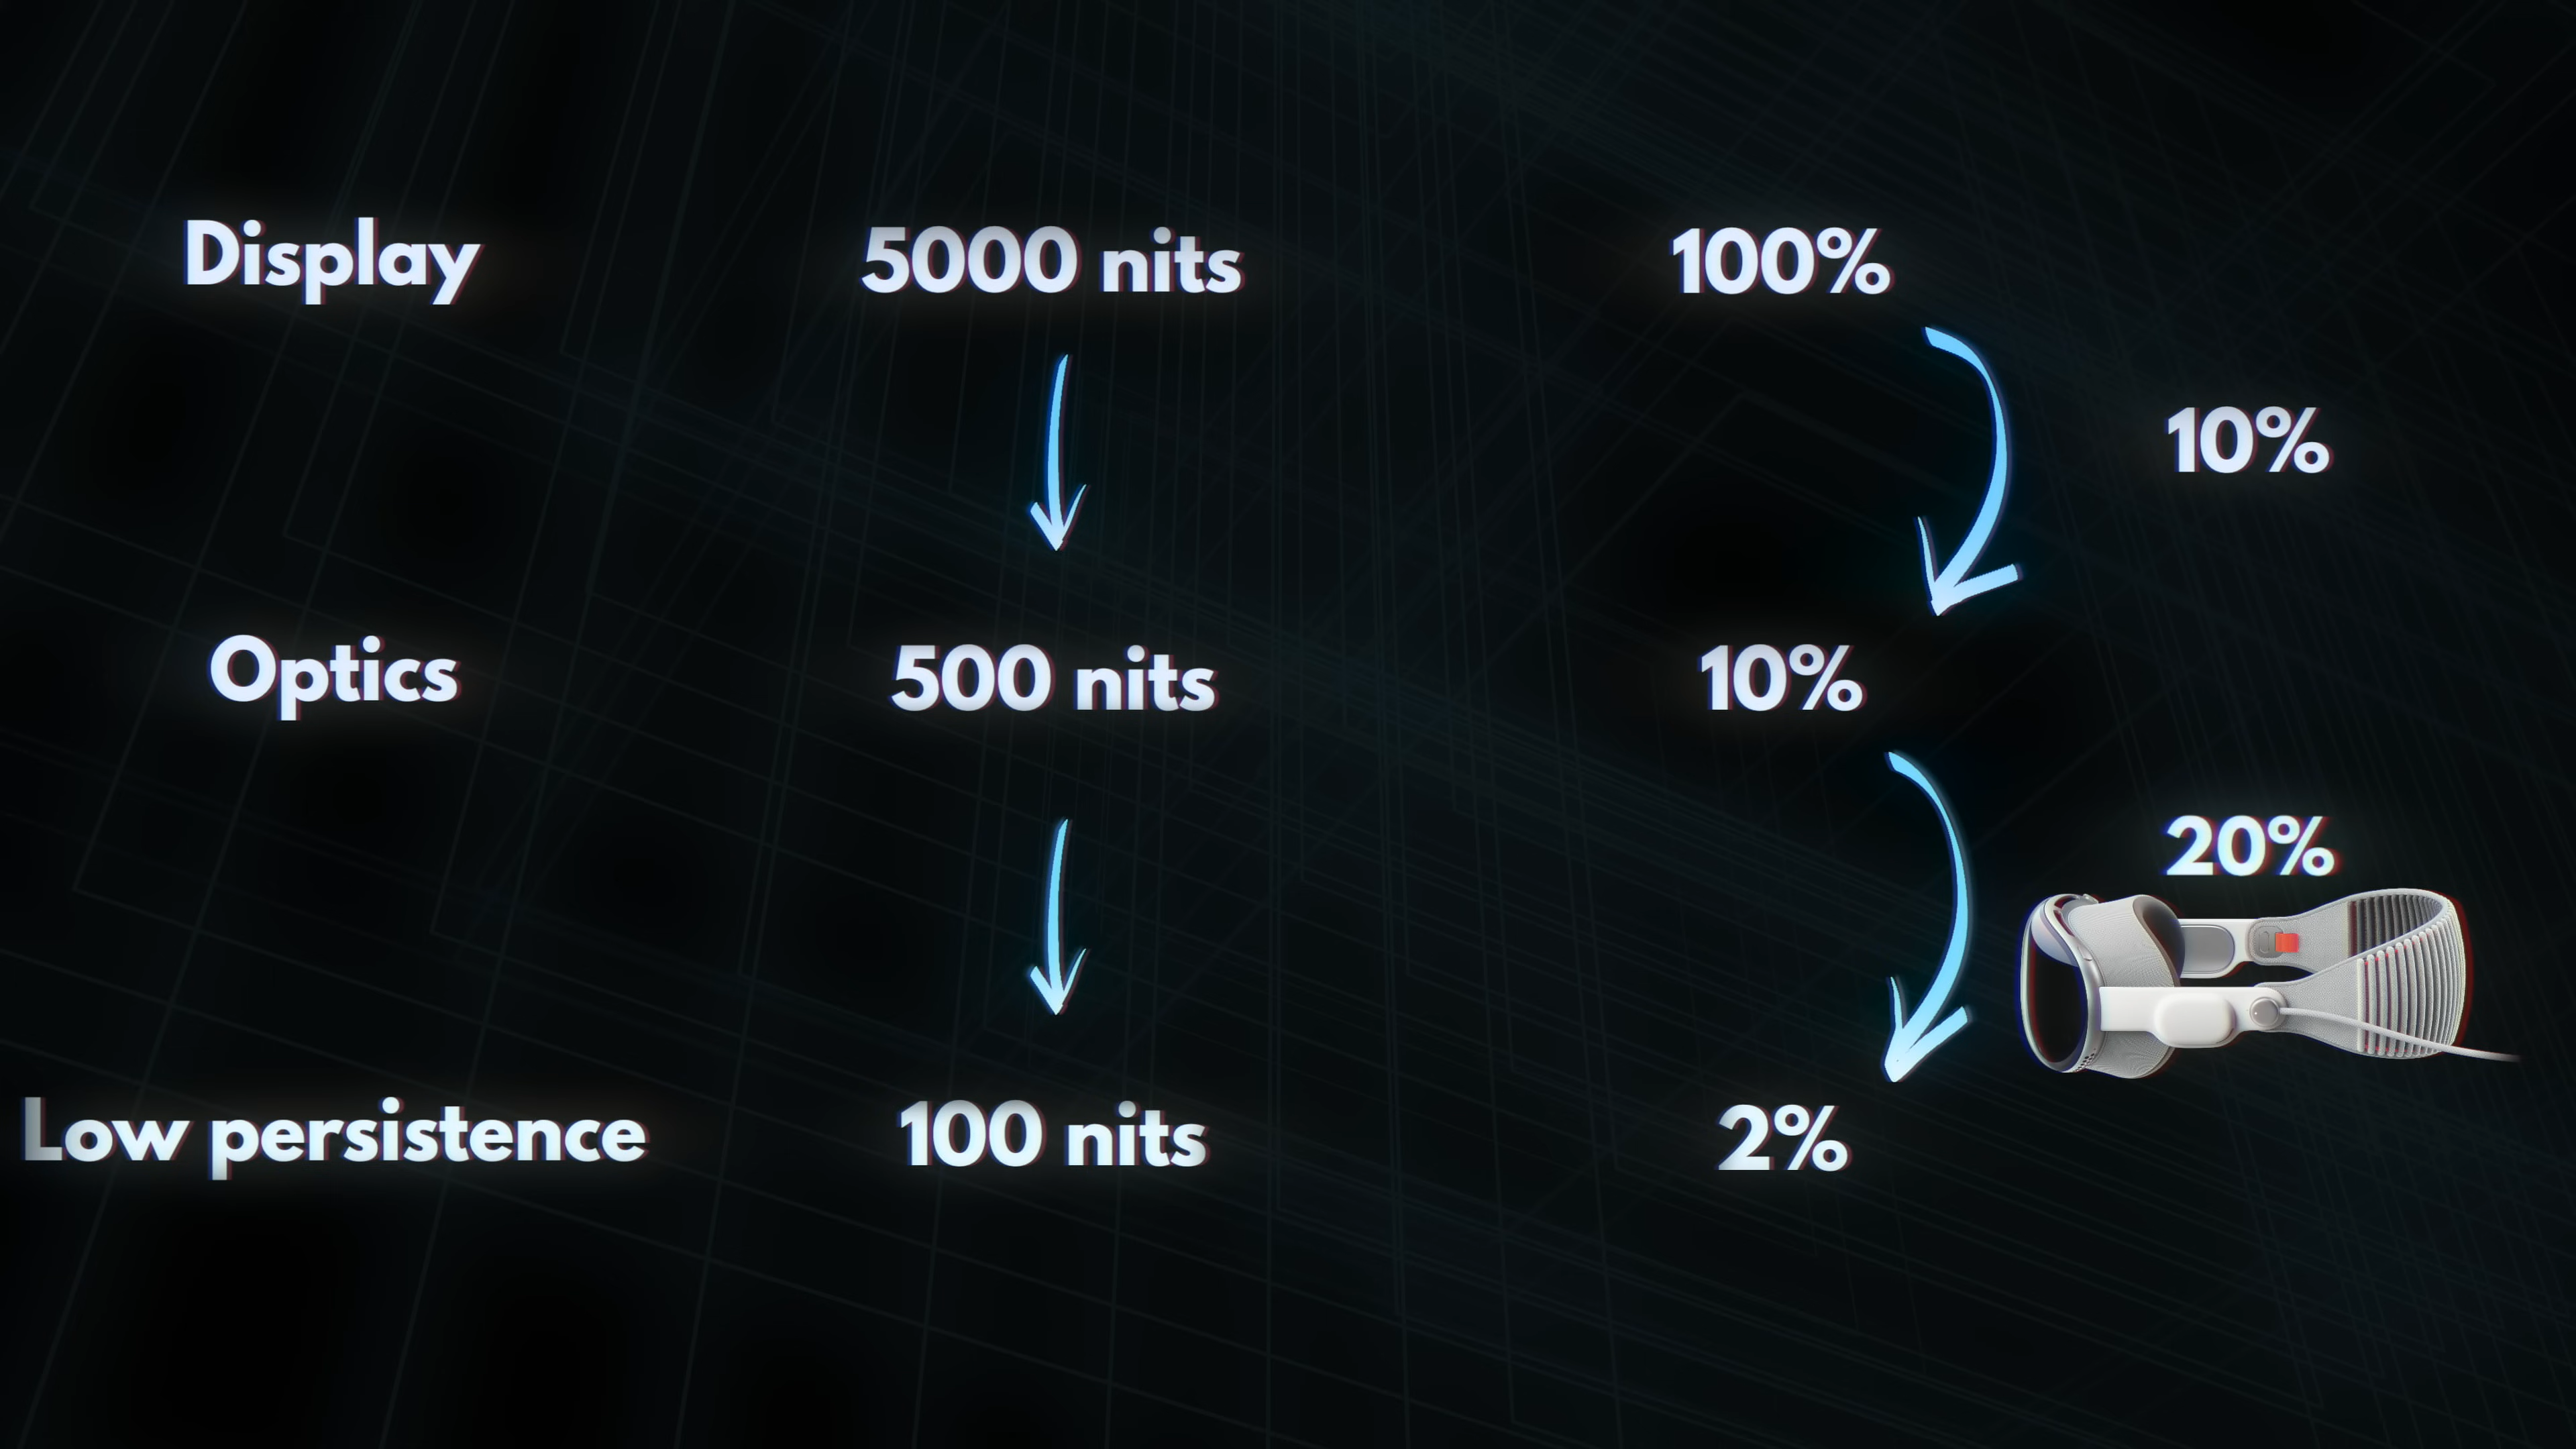 Display
5000 nits
100%
10%
Optics
500 nits
10%
20%
Low persistence
100 nits
2%